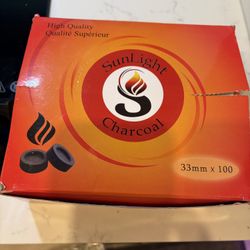 High Quality
Qualité Supérieur
SunLight
S
Charcoal
33mm x 100